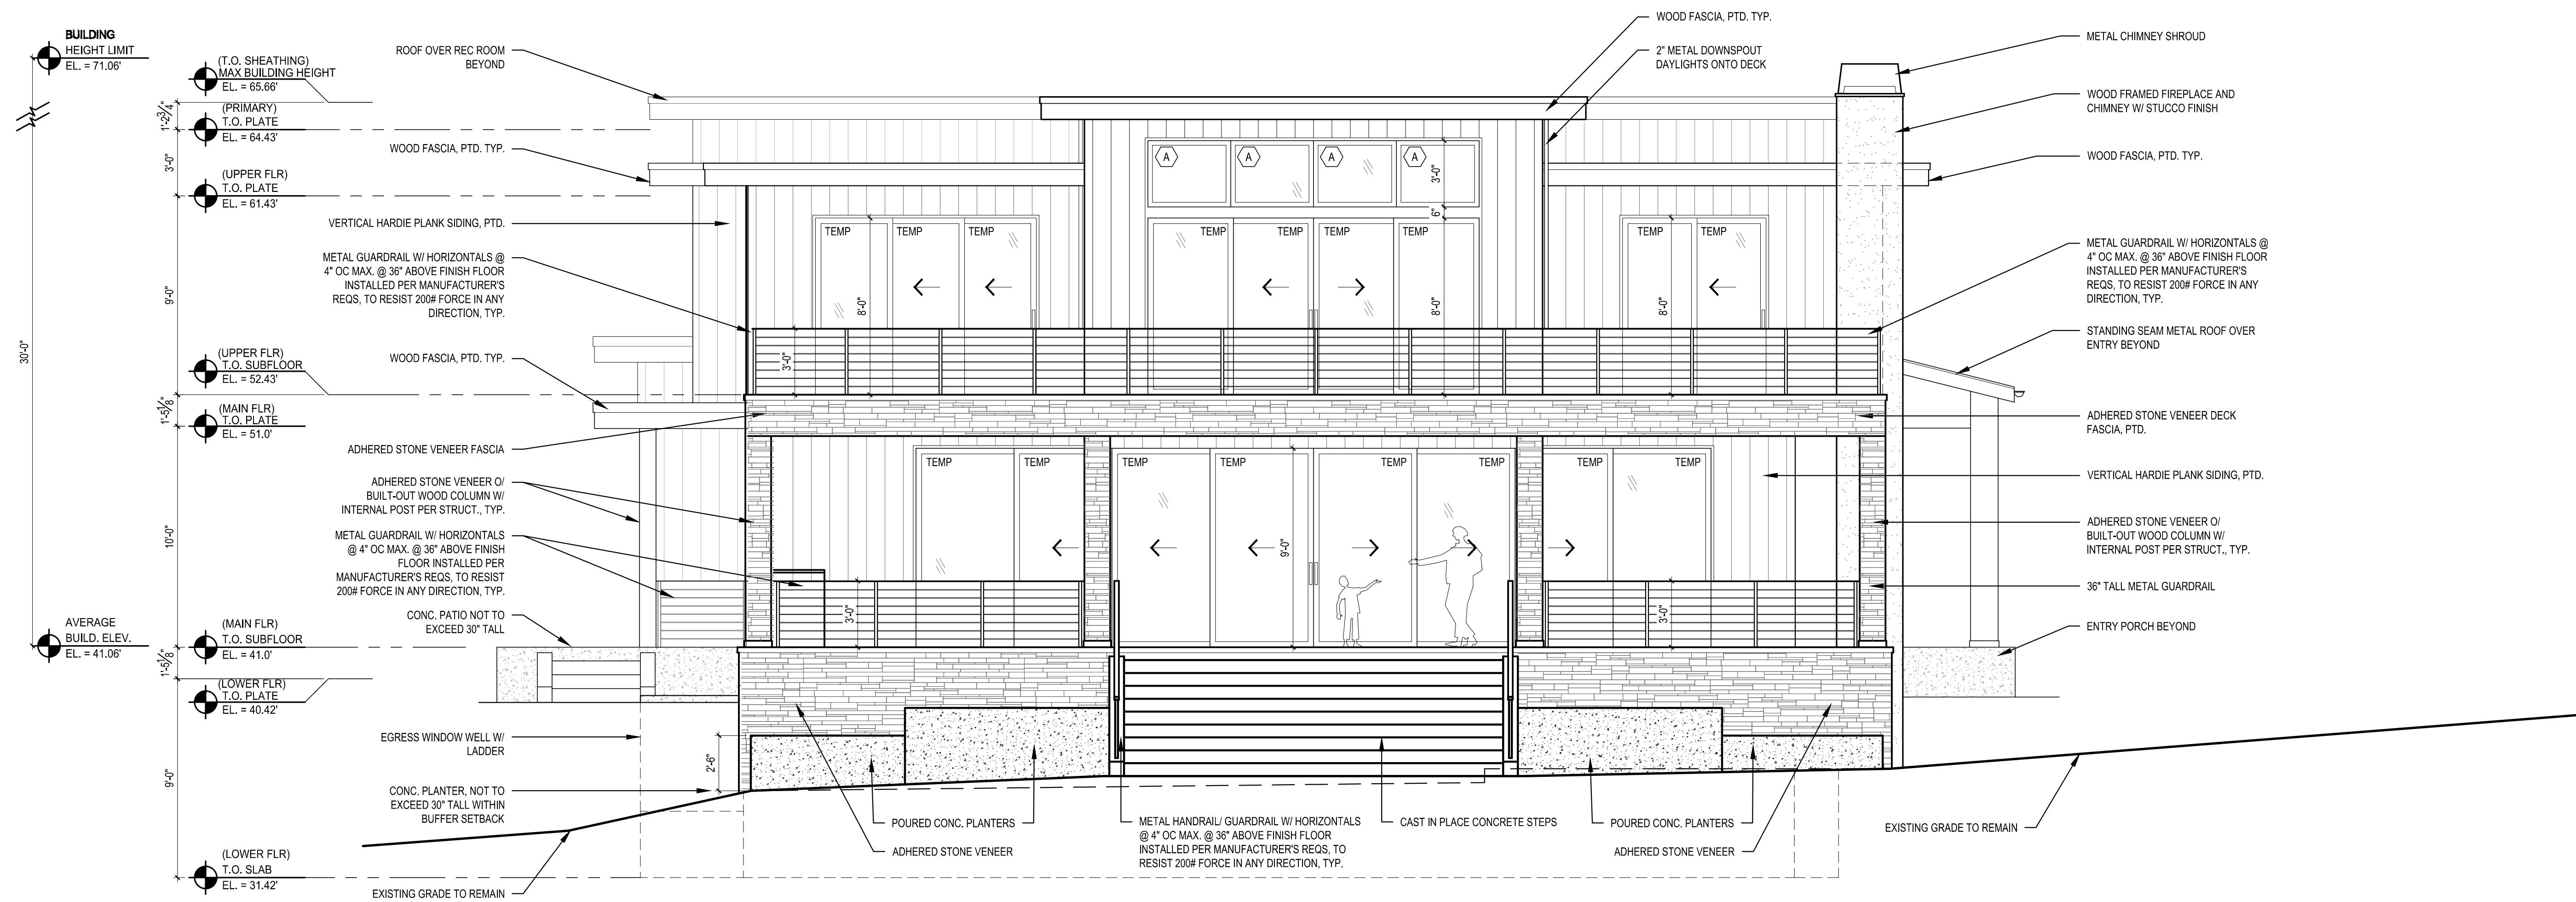 BUILDING
HEIGHT LIMIT
EL. = 71.06'
30'-0"
AVERAGE
BUILD. ELEV.
EL. = 41.06'
(T.O. SHEATHING)
MAX BUILDING HEIGHT
EL. = 65.66'
1'-2 3/4"
(PRIMARY)
T.O. PLATE
EL. = 64.43'
3'-0"
(UPPER FLR)
T.O. PLATE
EL. = 61.43'
9'-0"
(UPPER FLR)
T.O. SUBFLOOR
EL. = 52.43'
1'-5 1/8"
(MAIN FLR)
T.O. PLATE
EL. = 51.0'
10'-0"
(MAIN FLR)
T.O. SUBFLOOR
EL. = 41.0'
1'-5 1/8"
(LOWER FLR)
T.O. PLATE
EL. = 40.42'
9'-0"
(LOWER FLR)
T.O. SLAB
EL. = 31.42'
ROOF OVER REC ROOM
BEYOND
WOOD FASCIA, PTD. TYP.
VERTICAL HARDIE PLANK SIDING, PTD.
METAL GUARDRAIL W/ HORIZONTALS @
4" OC MAX. @ 36" ABOVE FINISH FLOOR
INSTALLED PER MANUFACTURER'S
REQS, TO RESIST 200# FORCE IN ANY
DIRECTION, TYP.
WOOD FASCIA, PTD. TYP.
ADHERED STONE VENEER FASCIA
ADHERED STONE VENEER O/
BUILT-OUT WOOD COLUMN W/
INTERNAL POST PER STRUCT., TYP.
METAL GUARDRAIL W/ HORIZONTALS
@ 4" OC MAX. @ 36" ABOVE FINISH
FLOOR INSTALLED PER
MANUFACTURER'S REQS, TO RESIST
200# FORCE IN ANY DIRECTION, TYP.
CONC. PATIO NOT TO
EXCEED 30" TALL
EGRESS WINDOW WELL W/
LADDER
CONC. PLANTER, NOT TO
EXCEED 30" TALL WITHIN
BUFFER SETBACK
EXISTING GRADE TO REMAIN
WOOD FASCIA, PTD. TYP.
2" METAL DOWNSPOUT
DAYLIGHTS ONTO DECK
A A A A
3'-0"
6"
TEMP TEMP TEMP TEMP TEMP TEMP TEMP TEMP TEMP
8'-0" 8'-0" 8'-0"
3'-0"
TEMP TEMP TEMP TEMP TEMP TEMP TEMP TEMP
9'-0"
3'-0" 3'-0"
2'-6"
POURED CONC. PLANTERS
ADHERED STONE VENEER
METAL HANDRAIL/ GUARDRAIL W/ HORIZONTALS
@ 4" OC MAX. @ 36" ABOVE FINISH FLOOR
INSTALLED PER MANUFACTURER'S REQS, TO
RESIST 200# FORCE IN ANY DIRECTION, TYP.
CAST IN PLACE CONCRETE STEPS
POURED CONC. PLANTERS
ADHERED STONE VENEER
METAL CHIMNEY SHROUD
WOOD FRAMED FIREPLACE AND
CHIMNEY W/ STUCCO FINISH
WOOD FASCIA, PTD. TYP.
METAL GUARDRAIL W/ HORIZONTALS @
4" OC MAX. @ 36" ABOVE FINISH FLOOR
INSTALLED PER MANUFACTURER'S
REQS, TO RESIST 200# FORCE IN ANY
DIRECTION, TYP.
STANDING SEAM METAL ROOF OVER
ENTRY BEYOND
ADHERED STONE VENEER DECK
FASCIA, PTD.
VERTICAL HARDIE PLANK SIDING, PTD.
ADHERED STONE VENEER O/
BUILT-OUT WOOD COLUMN W/
INTERNAL POST PER STRUCT., TYP.
36" TALL METAL GUARDRAIL
ENTRY PORCH BEYOND
EXISTING GRADE TO REMAIN